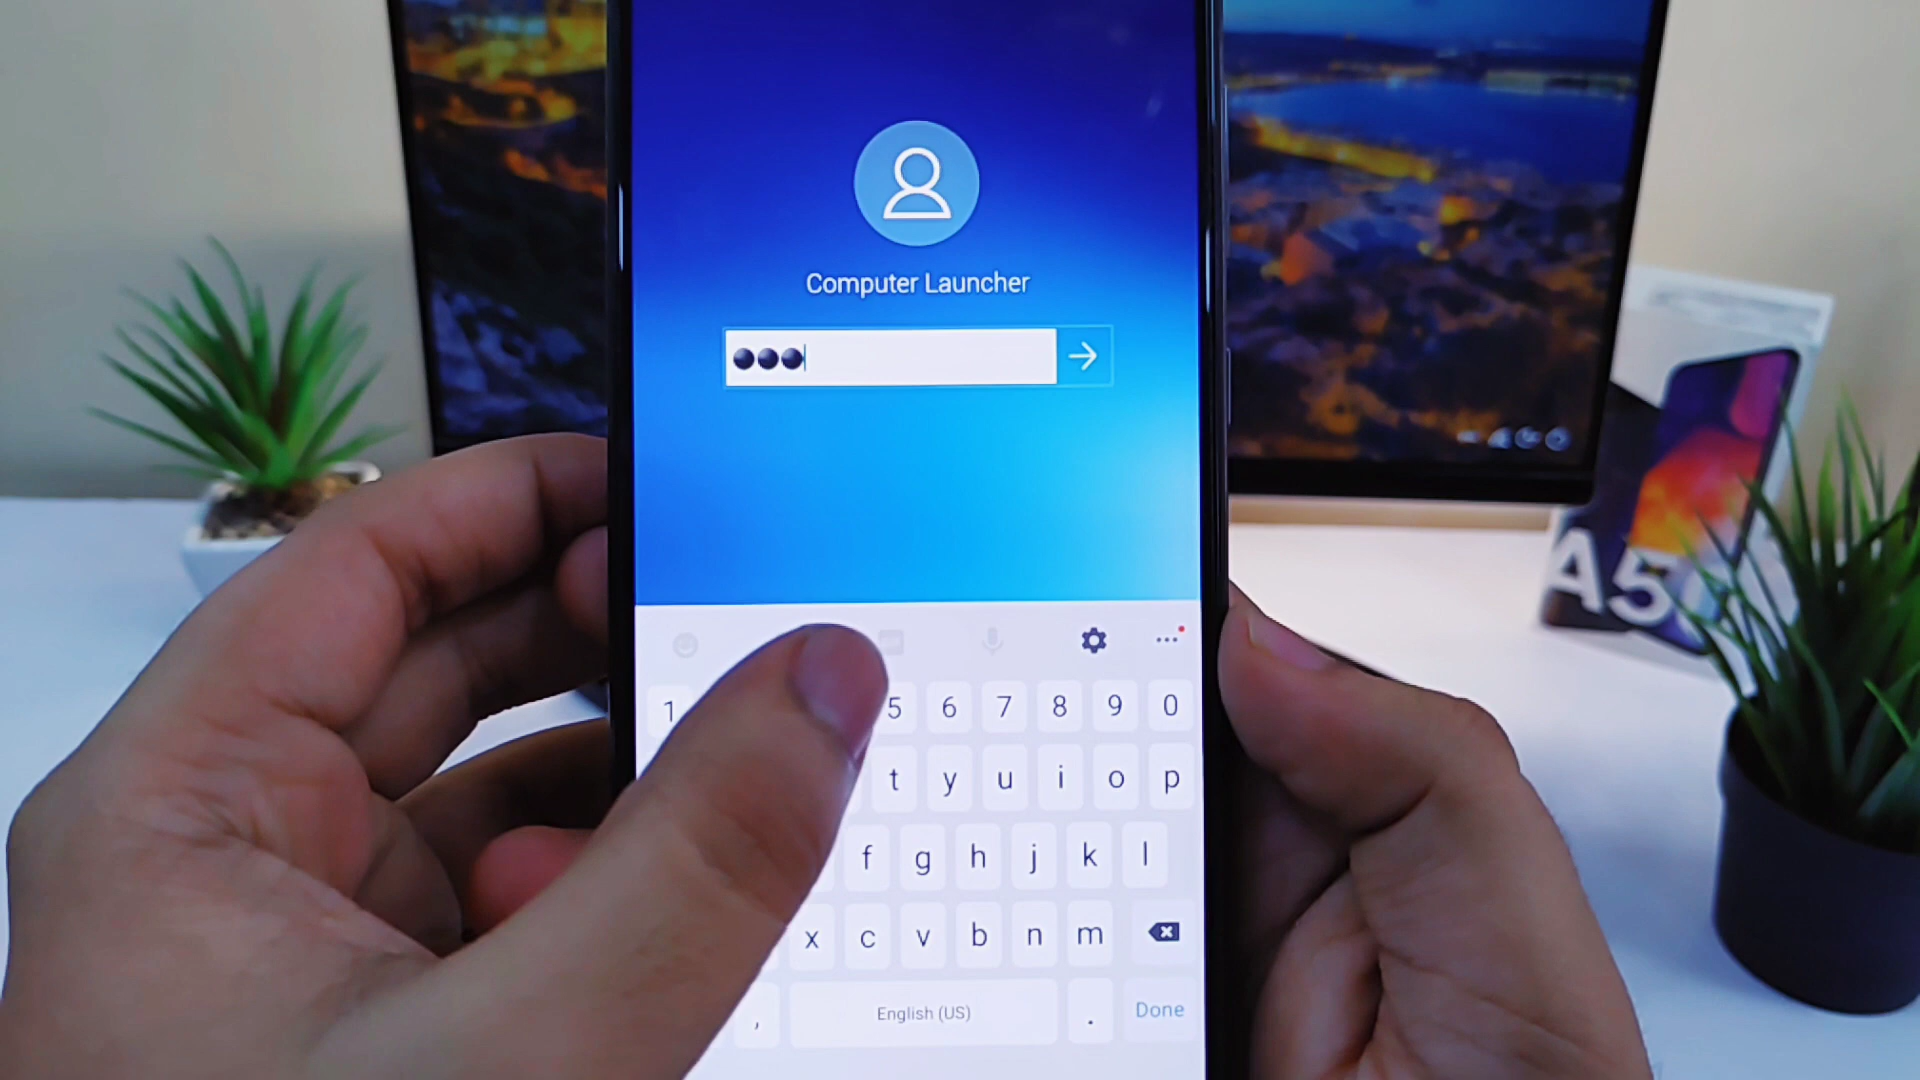 Computer Launcher
1 5 6 7 8 9 0
t y u i o p
f g h j k l
x c v b n m
, English (US) . Done
A5